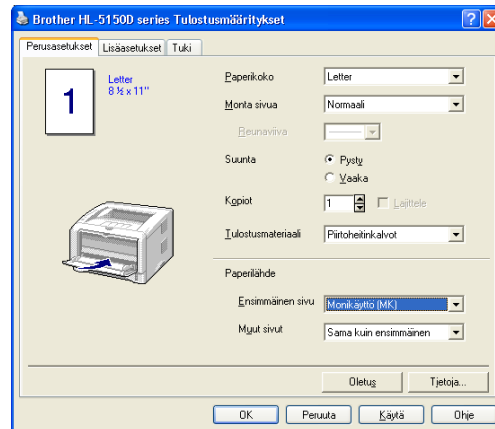 Brother HL-5150D series Tulostusmääritykset
Perusasetukset Lisäasetukset Tuki
1
Letter
8 ½ x 11"
Paperikoko Letter
Monta sivua Normaali
Reunaviiva
Suunta Pysty
Vaaka
Kopiot 1 Lajittele
Tulostusmateriaali Piirtoheitinkalvot
Paperilähde
Ensimmäinen sivu Monikäyttö (MK)
Muut sivut Sama kuin ensimmäinen
Oletus Tietoja...
OK Peruuta Käytä Ohje